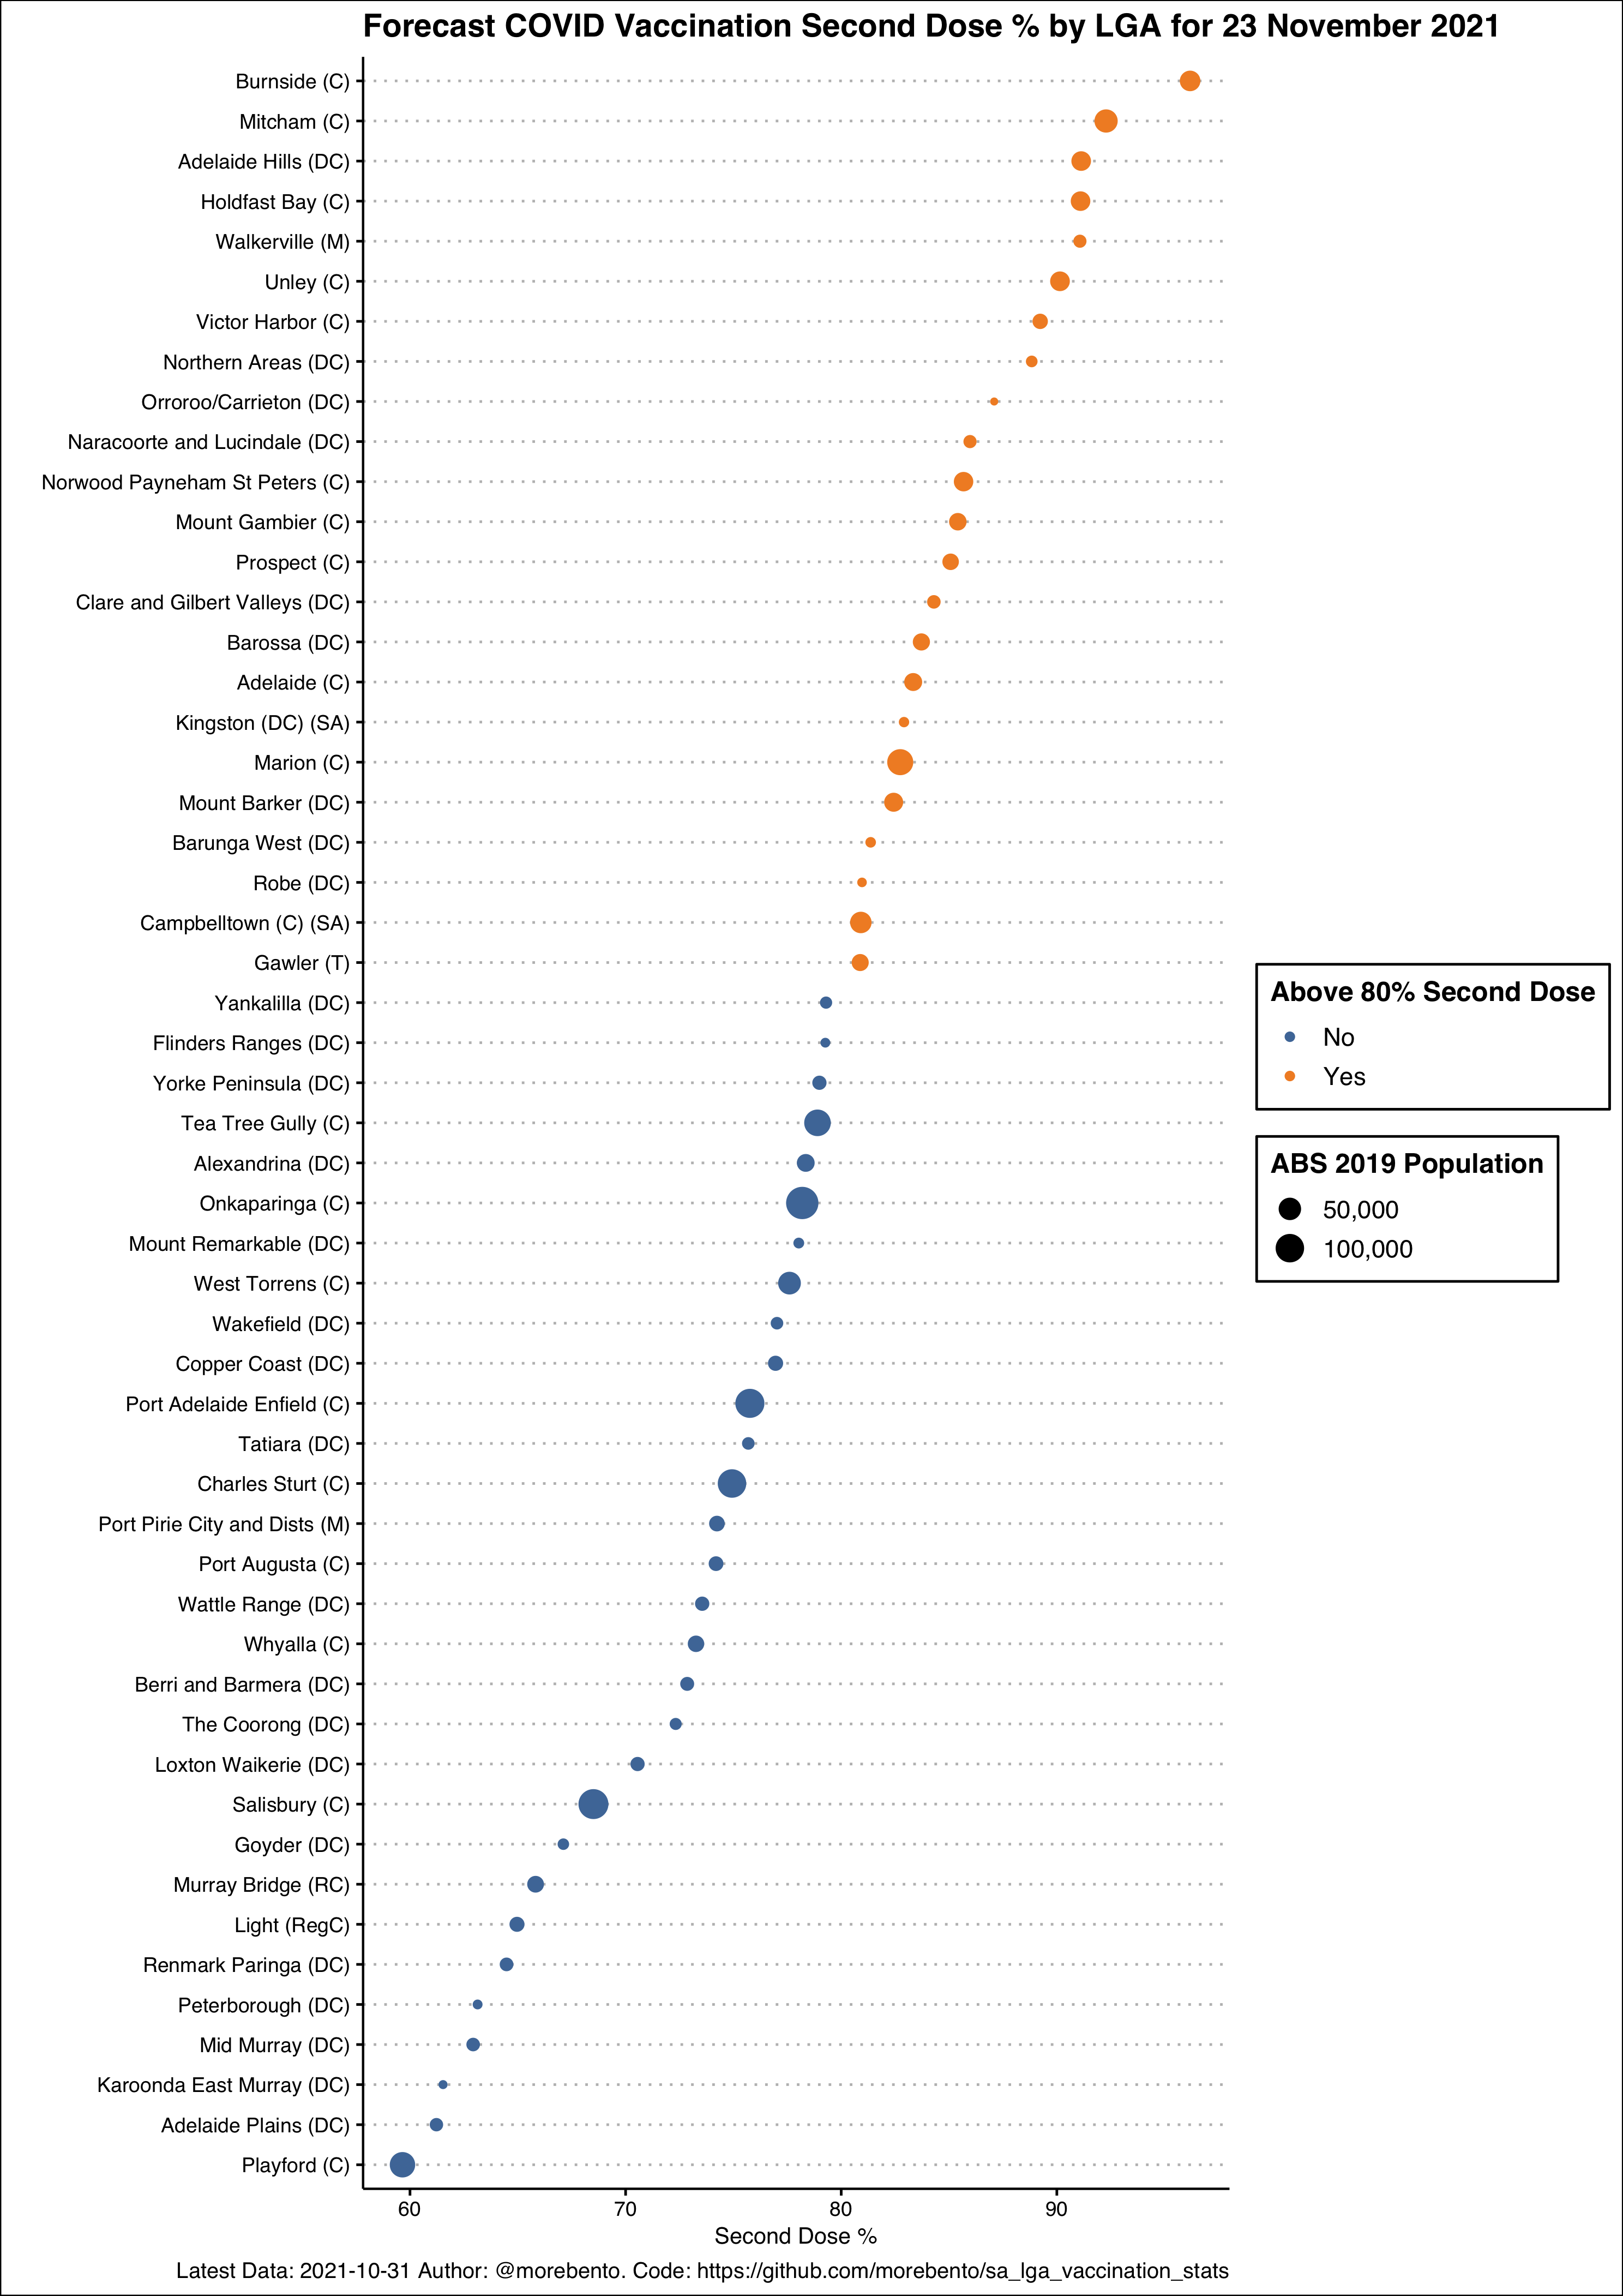 Forecast COVID Vaccination Second Dose % by LGA for 23 November 2021
Burnside (C)
Mitcham (C)
Adelaide Hills (DC)
Holdfast Bay (C)
Walkerville (M)
Unley (C)
Victor Harbor (C)
Northern Areas (DC)
Orroroo/Carrieton (DC)
Naracoorte and Lucindale (DC)
Norwood Payneham St Peters (C)
Mount Gambier (C)
Prospect (C)
Clare and Gilbert Valleys (DC)
Barossa (DC)
Adelaide (C)
Kingston (DC) (SA)
Marion (C)
Mount Barker (DC)
Barunga West (DC)
Robe (DC)
Campbelltown (C) (SA)
Gawler (T)
Yankalilla (DC)
Flinders Ranges (DC)
Yorke Peninsula (DC)
Tea Tree Gully (C)
Alexandrina (DC)
Onkaparinga (C)
Mount Remarkable (DC)
West Torrens (C)
Wakefield (DC)
Copper Coast (DC)
Port Adelaide Enfield (C)
Tatiara (DC)
Charles Sturt (C)
Port Pirie City and Dists (M)
Port Augusta (C)
Wattle Range (DC)
Whyalla (C)
Berri and Barmera (DC)
The Coorong (DC)
Loxton Waikerie (DC)
Salisbury (C)
Goyder (DC)
Murray Bridge (RC)
Light (RegC)
Renmark Paringa (DC)
Peterborough (DC)
Mid Murray (DC)
Karoonda East Murray (DC)
Adelaide Plains (DC)
Playford (C)
60 70 80 90
Second Dose %
Above 80% Second Dose
No
Yes
ABS 2019 Population
50,000
100,000
Latest Data: 2021-10-31 Author: @morebento. Code: https://github.com/morebento/sa_lga_vaccination_stats